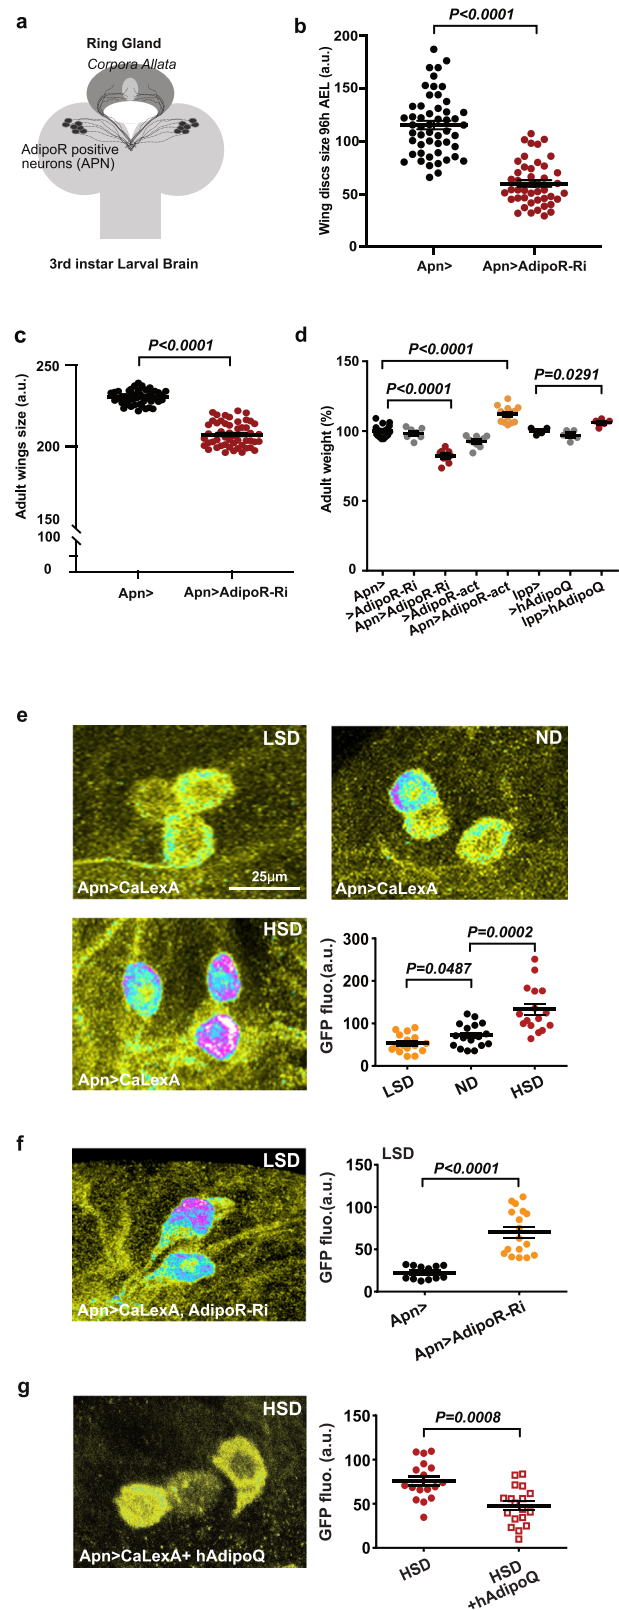 a
Ring Gland
Corpora Allata
AdipoR positive
neurons (APN)
3rd instar Larval Brain
b
P<0.0001
Wing discs size 96h AEL (a.u.)
200
150
100
50
0
Apn>
Apn>AdipoR-Ri
c
P<0.0001
Adult wings size (a.u.)
250
200
150
100
0
Apn>
Apn>AdipoR-Ri
d
P<0.0001
P=0.0291
P<0.0001
Adult weight (%)
150
100
50
0
Apn>
>AdipoR-Ri
Apn>AdipoR-Ri
>AdipoR-act
Apn>AdipoR-act
lpp>
>hAdipoQ
lpp>hAdipoQ
e
LSD
Apn>CaLexA
25µm
ND
Apn>CaLexA
HSD
Apn>CaLexA
P=0.0002
P=0.0487
GFP fluo.(a.u.)
300
200
100
0
LSD
ND
HSD
f
LSD
Apn>CaLexA, AdipoR-Ri
LSD
P<0.0001
GFP fluo.(a.u.)
150
100
50
0
Apn>
Apn>AdipoR-Ri
g
HSD
Apn>CaLexA+ hAdipoQ
P=0.0008
GFP fluo. (a.u.)
150
100
50
0
HSD
HSD
+hAdipoQ